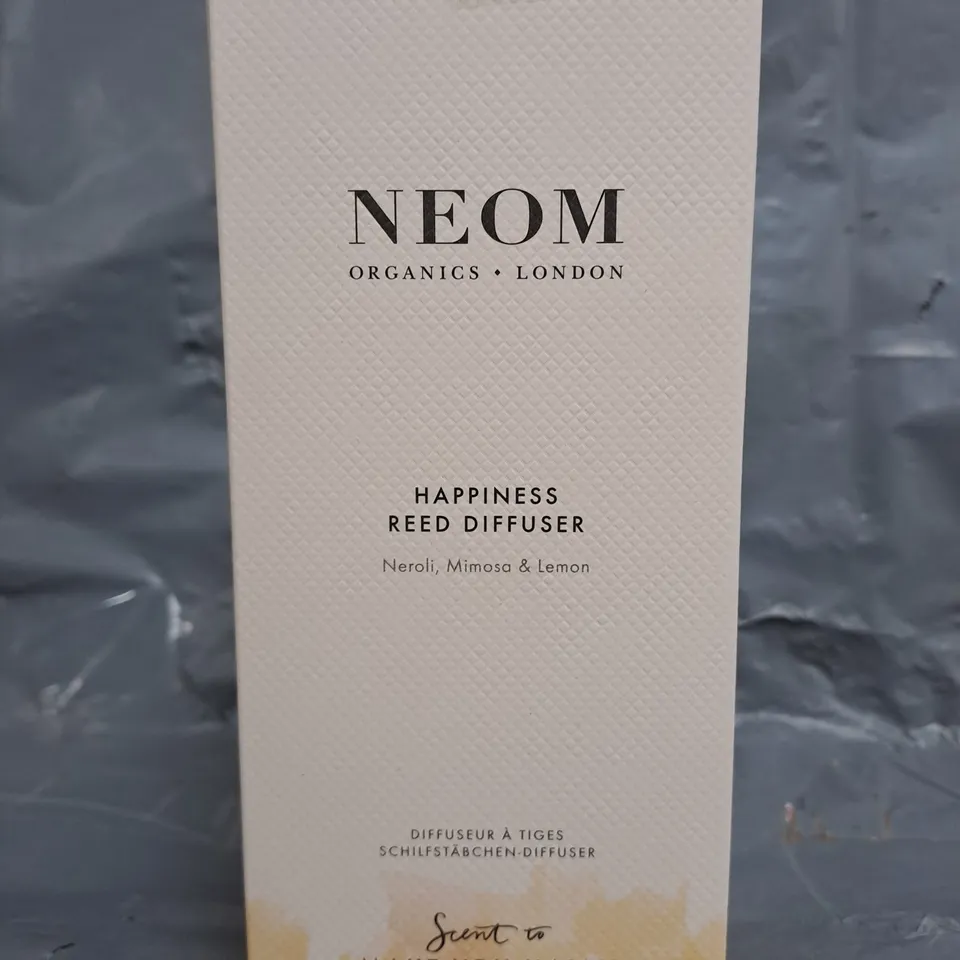 NEOM
ORGANICS • LONDON
HAPPINESS
REED DIFFUSER
Neroli, Mimosa & Lemon
DIFFUSEUR À TIGES
SCHILFSTÄBCHEN-DIFFUSER
Scent to